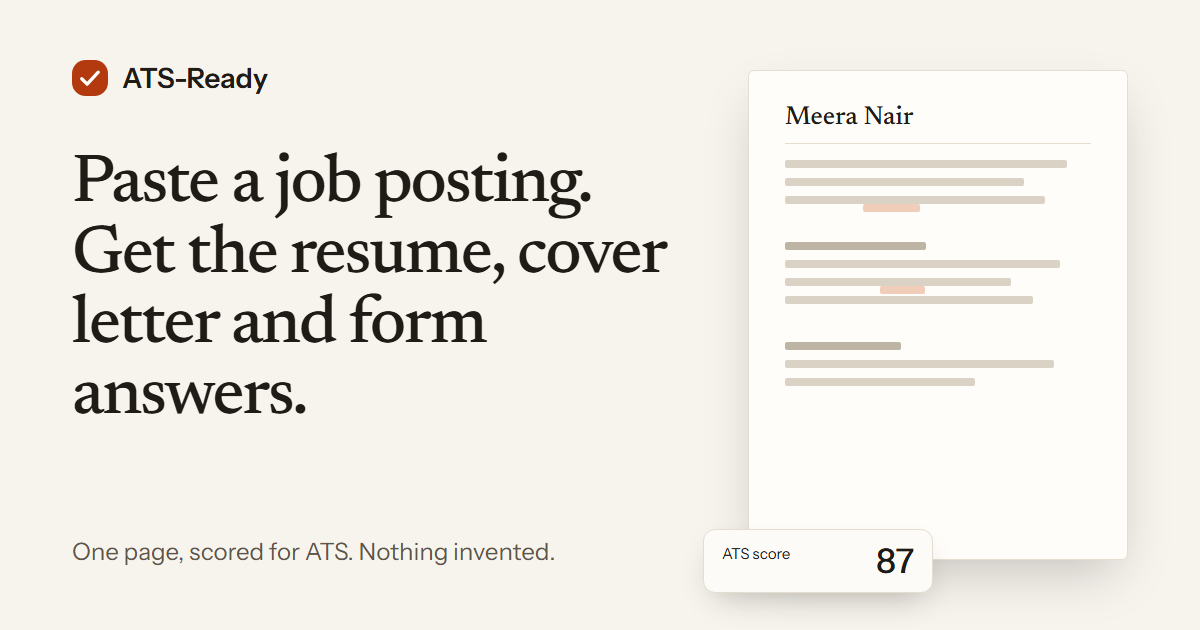 ATS-Ready
Paste a job posting.
Get the resume, cover
letter and form
answers.
One page, scored for ATS. Nothing invented.
Meera Nair
ATS score
87